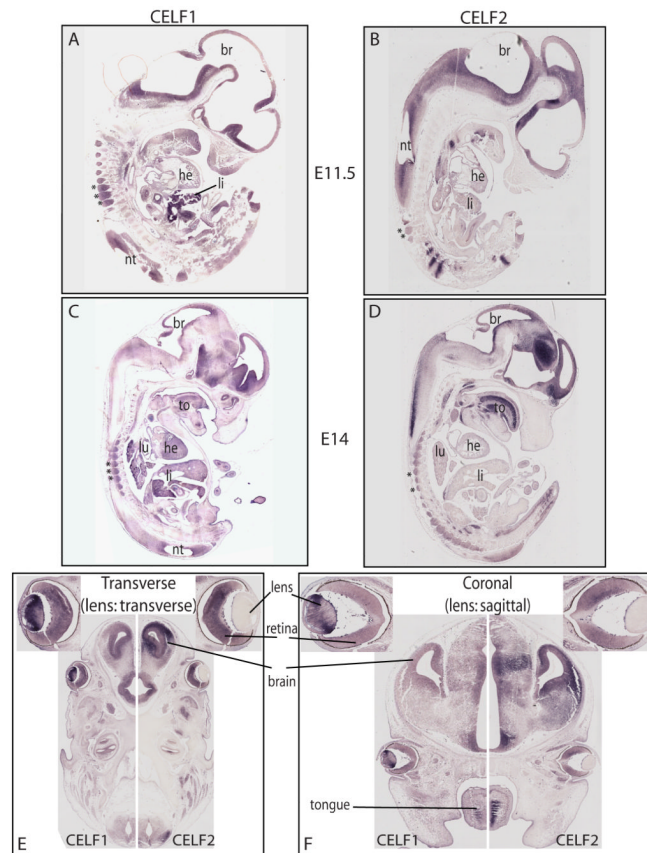 CELF1 CELF2
A
br
he
li
nt
*
*
*
B
br
nt
he
li
*
*
E11.5
C
br
to
lu
he
li
nt
*
*
*
D
br
to
he
lu
li
*
*
E14
Transverse
(lens: transverse)
lens
retina
brain
E
CELF1 CELF2
Coronal
(lens: sagittal)
tongue
F
CELF1 CELF2